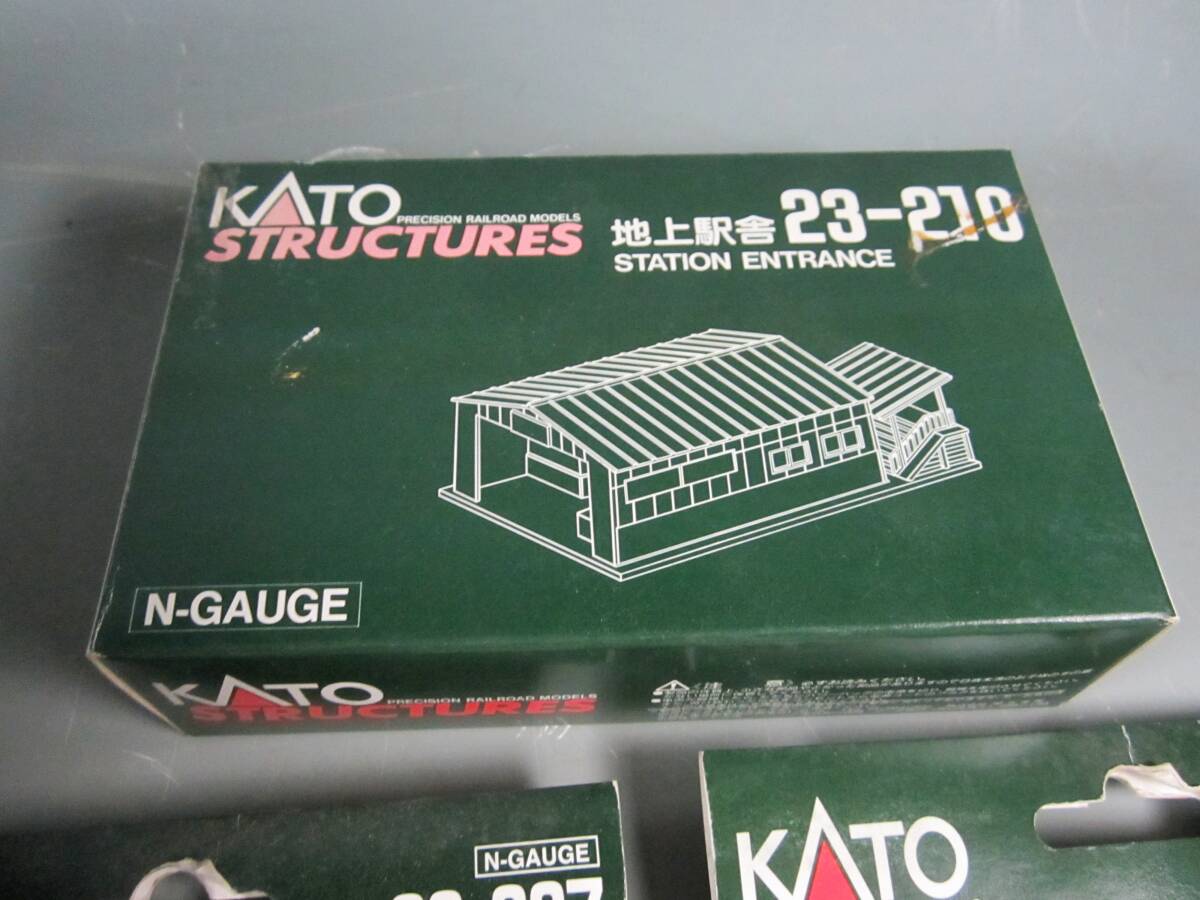 KATO PRECISION RAILROAD MODELS
STRUCTURES
地上駅舎 23-210
STATION ENTRANCE
N-GAUGE
KATO PRECISION RAILROAD MODELS
STRUCTURES
注
N-GAUGE
KATO